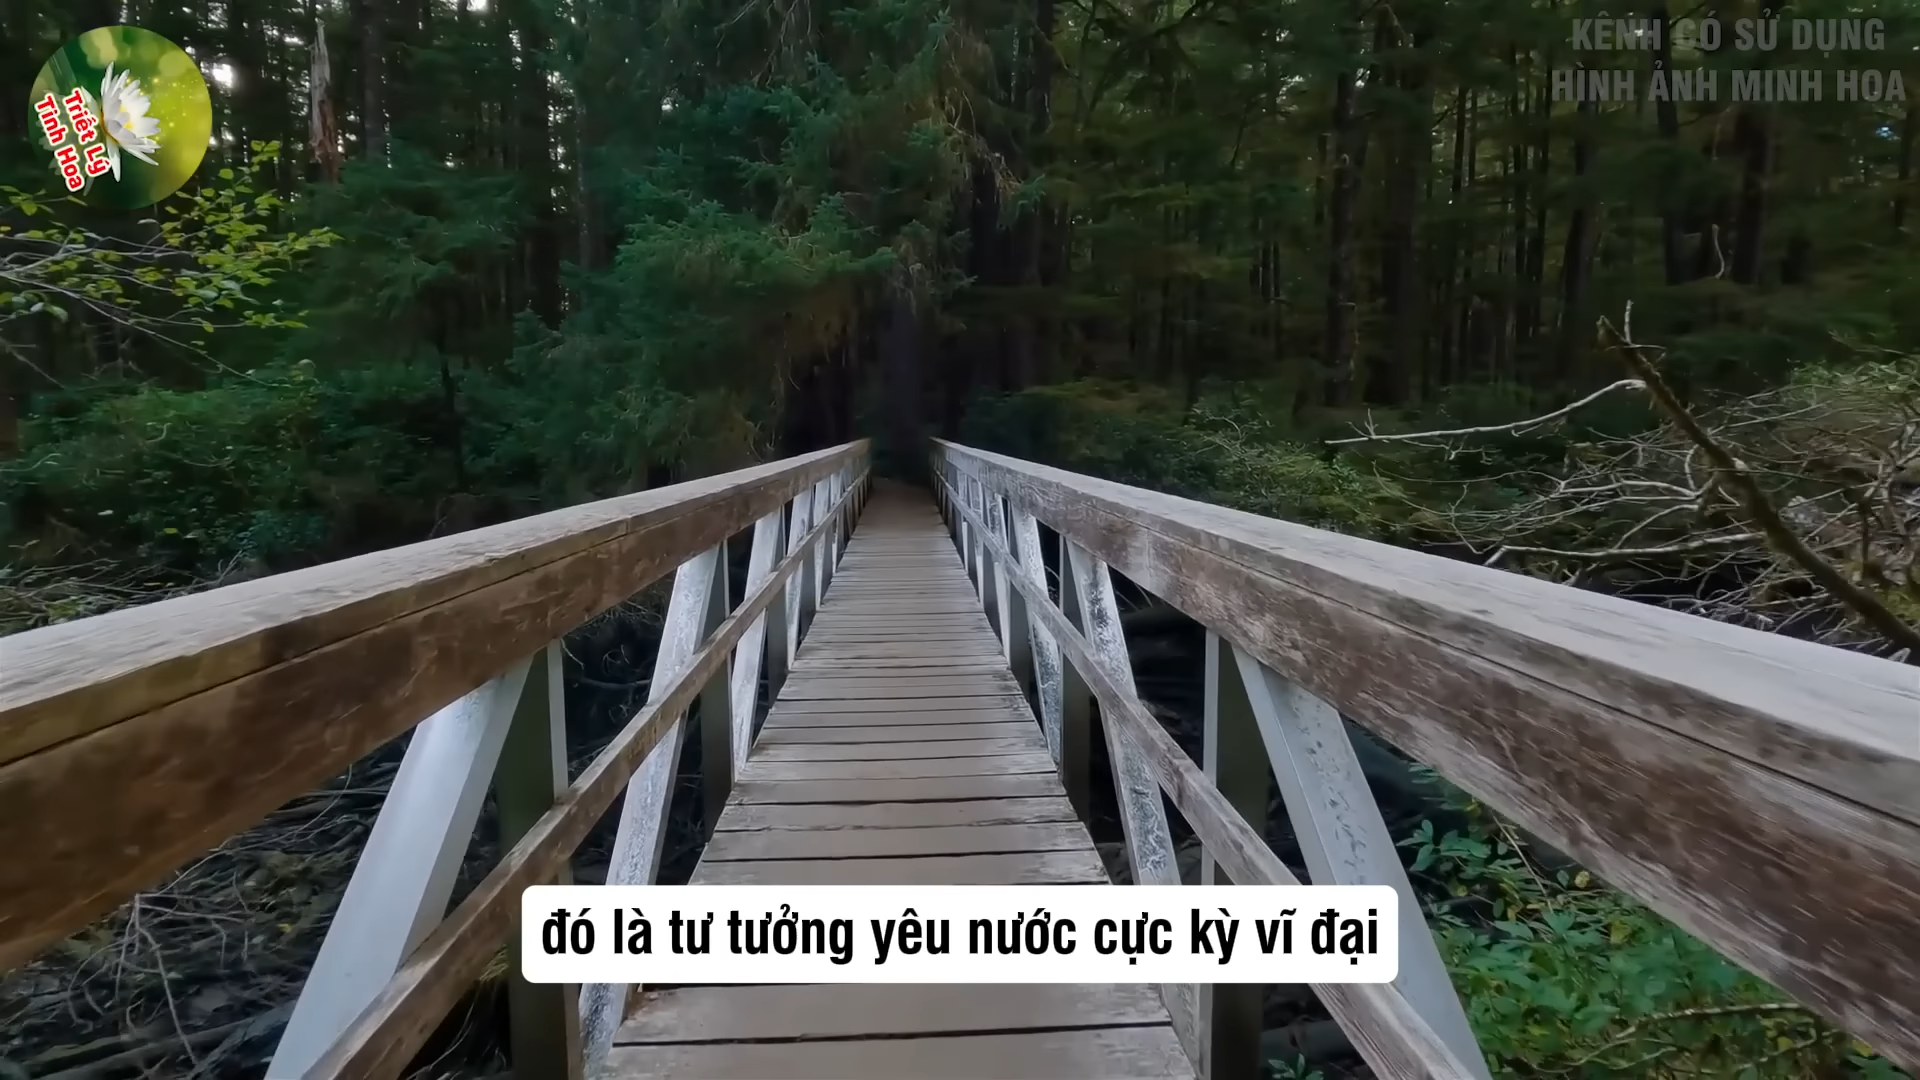 Triết Lý
Tinh Hoa
KÊNH CÓ SỬ DỤNG
HÌNH ẢNH MINH HOẠ
đó là tư tưởng yêu nước cực kỳ vĩ đại